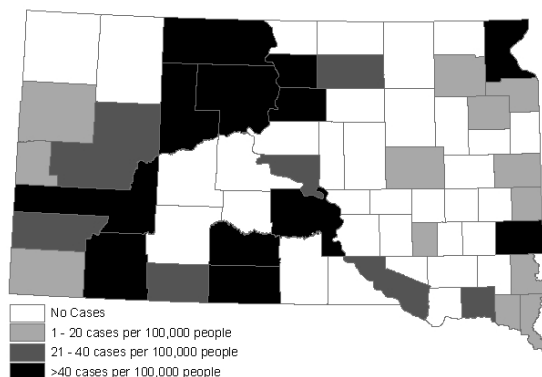 No Cases
1 - 20 cases per 100,000 people
21 - 40 cases per 100,000 people
>40 cases per 100,000 people